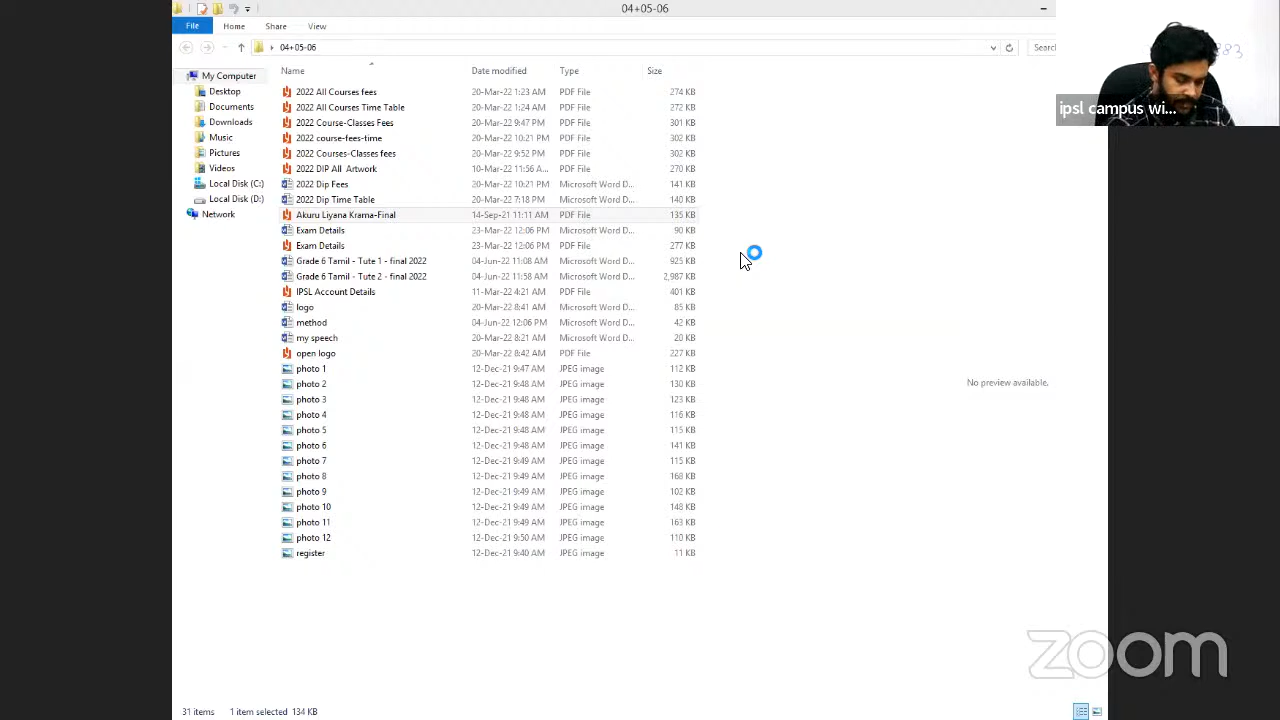 04+05-06
File Home Share View
04+05-06
Searc
ipsl campus wi...
Name Date modified Type Size
My Computer
Desktop
Documents
Downloads
Music
Pictures
Videos
Local Disk (C:)
Local Disk (D:)
Network
2022 All Courses fees 20-Mar-22 1:23 AM PDF File 274 KB
2022 All Courses Time Table 20-Mar-22 1:24 AM PDF File 272 KB
2022 Course-Classes Fees 20-Mar-22 9:47 PM PDF File 301 KB
2022 course-fees-time 20-Mar-22 10:21 PM PDF File 302 KB
2022 Courses-Classes fees 20-Mar-22 9:52 PM PDF File 302 KB
2022 DIP All Artwork 10-Mar-22 11:56 A... PDF File 270 KB
2022 Dip Fees 20-Mar-22 10:21 PM Microsoft Word D... 141 KB
2022 Dip Time Table 20-Mar-22 7:18 PM Microsoft Word D... 140 KB
Akuru Liyana Krama-Final 14-Sep-21 11:11 AM PDF File 135 KB
Exam Details 23-Mar-22 12:06 PM Microsoft Word D... 90 KB
Exam Details 23-Mar-22 12:06 PM PDF File 277 KB
Grade 6 Tamil - Tute 1 - final 2022 04-Jun-22 11:08 AM Microsoft Word D... 925 KB
Grade 6 Tamil - Tute 2 - final 2022 04-Jun-22 11:58 AM Microsoft Word D... 2,987 KB
IPSL Account Details 11-Mar-22 4:21 AM PDF File 401 KB
logo 20-Mar-22 8:41 AM Microsoft Word D... 85 KB
method 04-Jun-22 12:06 PM Microsoft Word D... 42 KB
my speech 20-Mar-22 8:21 AM Microsoft Word D... 20 KB
open logo 20-Mar-22 8:42 AM PDF File 227 KB
photo 1 12-Dec-21 9:47 AM JPEG image 112 KB
photo 2 12-Dec-21 9:48 AM JPEG image 130 KB
photo 3 12-Dec-21 9:48 AM JPEG image 123 KB
photo 4 12-Dec-21 9:48 AM JPEG image 116 KB
photo 5 12-Dec-21 9:48 AM JPEG image 115 KB
photo 6 12-Dec-21 9:48 AM JPEG image 141 KB
photo 7 12-Dec-21 9:49 AM JPEG image 115 KB
photo 8 12-Dec-21 9:49 AM JPEG image 168 KB
photo 9 12-Dec-21 9:49 AM JPEG image 102 KB
photo 10 12-Dec-21 9:49 AM JPEG image 148 KB
photo 11 12-Dec-21 9:49 AM JPEG image 163 KB
photo 12 12-Dec-21 9:50 AM JPEG image 110 KB
register 12-Dec-21 9:40 AM JPEG image 11 KB
No preview available.
zoom
31 items 1 item selected 134 KB